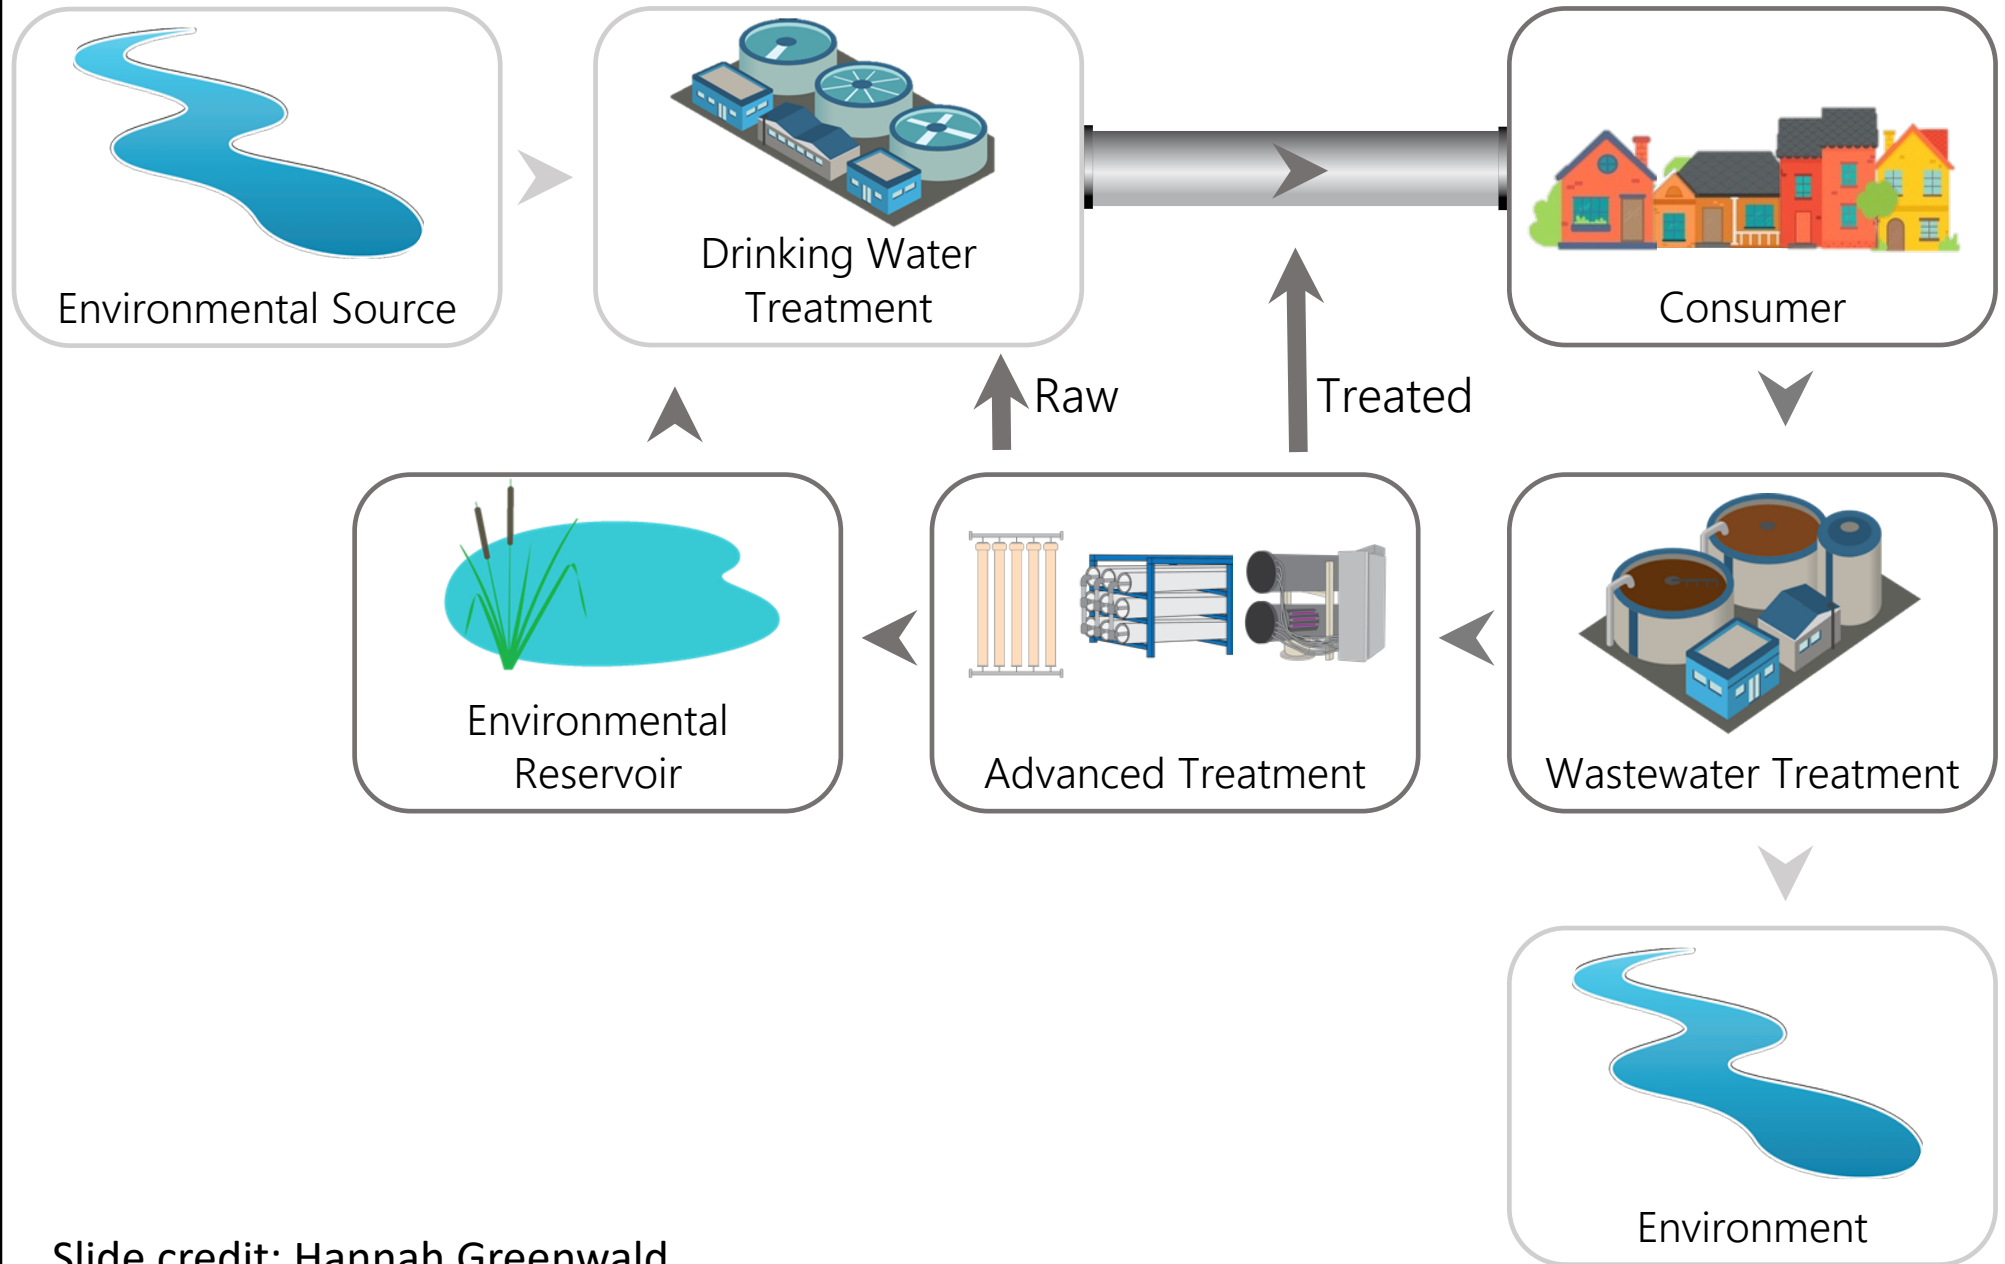 Environmental Source
Drinking Water
Treatment
Consumer
Raw
Treated
Environmental
Reservoir
Advanced Treatment
Wastewater Treatment
Environment
Slide credit: Hannah Greenwald